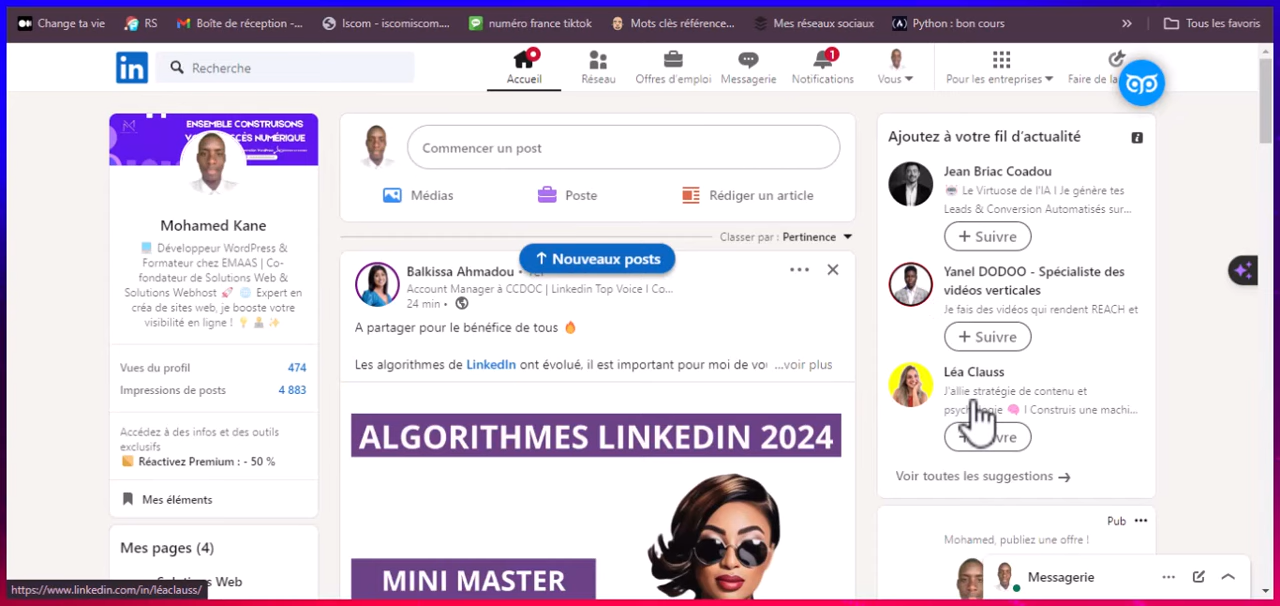 Change ta vie
RS
Boîte de réception -...
Iscom - iscomiscom....
numéro france tiktok
Mots clés référence...
Mes réseaux sociaux
Python : bon cours
»
Tous les favoris
in
Recherche
Accueil
Réseau
Offres d'emploi
Messagerie
1
Notifications
Vous
Pour les entreprises
Faire de la
ENSEMBLE CONSTRUISONS
Mohamed Kane
Développeur WordPress &
Formateur chez EMAAS | Co-
fondateur de Solutions Web &
Solutions Webhost 🚀 🌐 Expert en
créa de sites web, je booste votre
visibilité en ligne !
Vues du profil 474
Impressions de posts 4 883
Accédez à des infos et des outils
exclusifs
Réactivez Premium : - 50 %
Mes éléments
Mes pages (4)
Solutions Web
https://www.linkedin.com/in/léaclauss/
Commencer un post
Médias
Poste
Rédiger un article
Classer par : Pertinence
↑ Nouveaux posts
Balkissa Ahmadou •
Account Manager à CCDOC | Linkedin Top Voice I Co...
24 min •
A partager pour le bénéfice de tous 🔥
Les algorithmes de LinkedIn ont évolué, il est important pour moi de vo ...voir plus
ALGORITHMES LINKEDIN 2024
MINI MASTER
Ajoutez à votre fil d'actualité
Jean Briac Coadou
Le Virtuose de l'IA I Je génère tes
Leads & Conversion Automatisés sur...
+ Suivre
Yanel DODOO - Spécialiste des
vidéos verticales
Je fais des vidéos qui rendent REACH et
+ Suivre
Léa Clauss
J'allie stratégie de contenu et
🧠 I Construis une machi...
Voir toutes les suggestions →
Pub •••
Mohamed, publiez une offre !
Messagerie